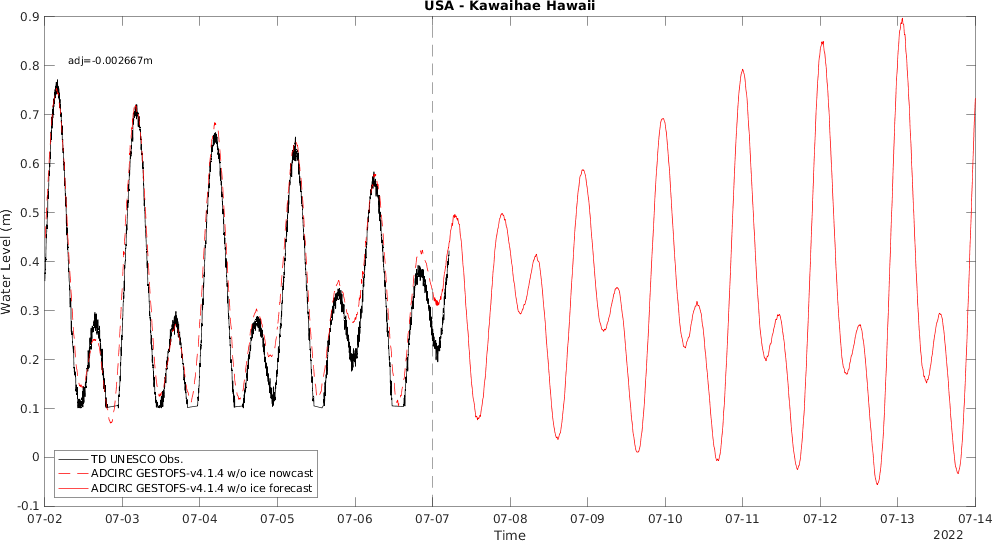 USA - Kawaihae Hawaii
adj=-0.002667m
Water Level (m)
0.9
0.8
0.7
0.6
0.5
0.4
0.3
0.2
0.1
0
-0.1
TD UNESCO Obs.
ADCIRC GESTOFS-v4.1.4 w/o ice nowcast
ADCIRC GESTOFS-v4.1.4 w/o ice forecast
07-02 07-03 07-04 07-05 07-06 07-07 07-08 07-09 07-10 07-11 07-12 07-13 07-14
Time
2022